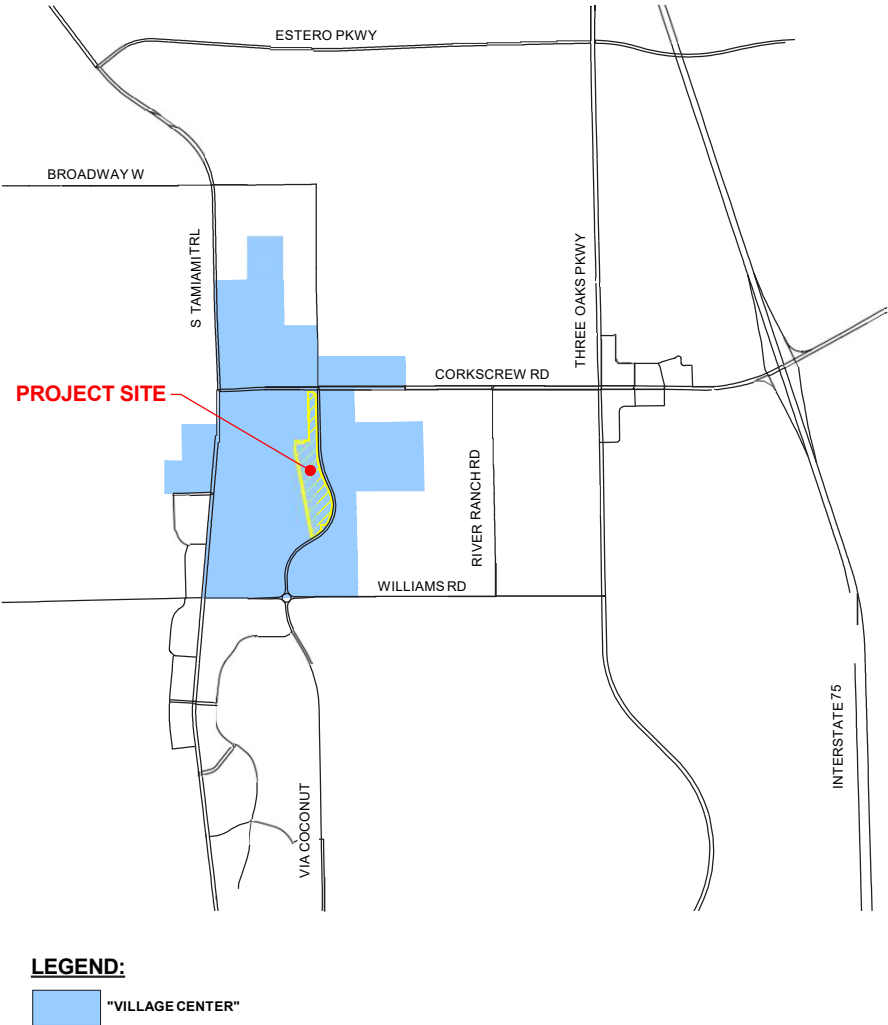 ESTERO PKWY
BROADWAY W
S TAMIAMI TRL
THREE OAKS PKWY
CORKSCREW RD
PROJECT SITE
RIVER RANCH RD
WILLIAMS RD
INTERSTATE 75
VIA COCONUT
LEGEND:
"VILLAGE CENTER"